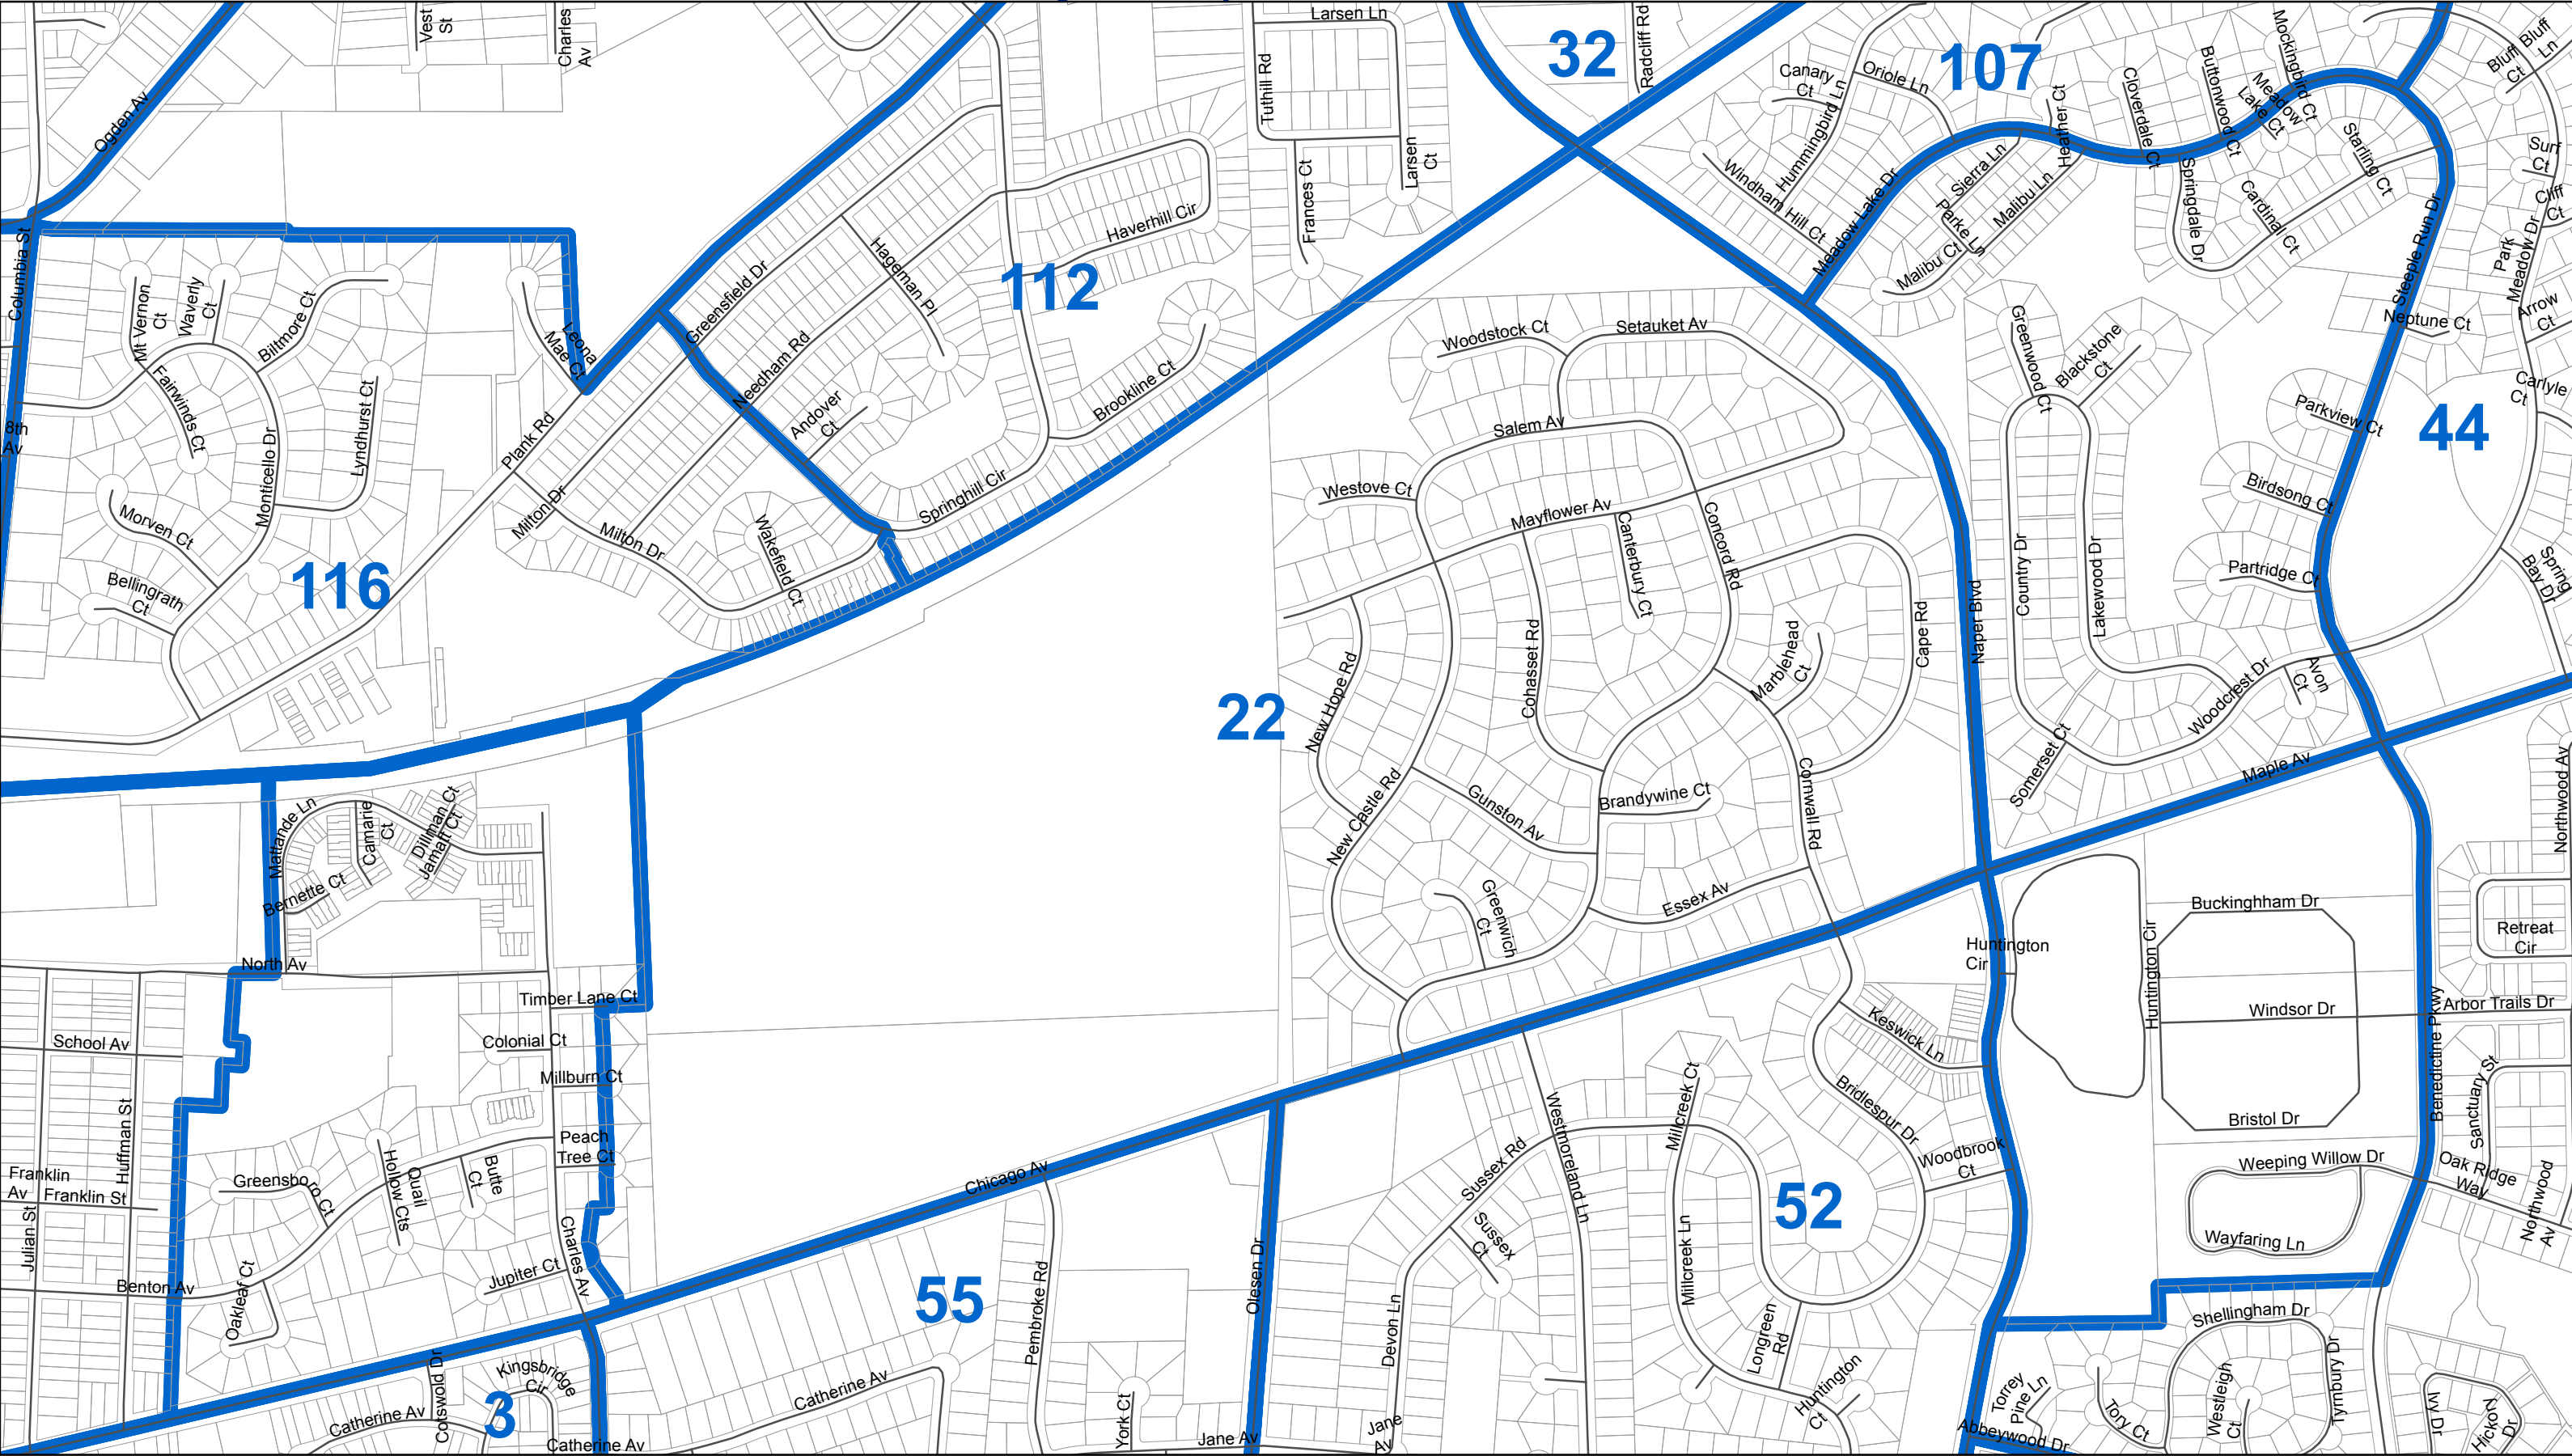 Vest
St
Charles
Av
Larsen Ln
Tuthill Rd
Larsen
Ct
Frances Ct
32
Radcliff Rd
107
Canary
Ct
Oriole Ln
Hummingbird Ln
Windham Hill Ct
Meadow Lake Dr
Sierra Ln
Parke Ln
Malibu Ln
Malibu Ct
Heather Ct
Cloverdale Ct
Buttonwood Ct
Mockingbird Ct
Meadow
Lake Ct
Starling Ct
Springdale Dr
Cardinal Ct
Bluff
Ct
Bluff
Ln
Surf
Ct
Cliff
Ct
Park
Meadow Dr
Arrow
Ct
Steeple Run Dr
Neptune Ct
Carlyle
Ct
44
Parkview Ct
Birdsong Ct
Partridge Ct
Spring
Bay Dr
Ogden Av
Columbia St
8th
Av
Mt Vernon
Ct
Waverly
Ct
Biltmore Ct
Fairwinds Ct
Lyndhurst Ct
Monticello Dr
Morven Ct
Bellingrath
Ct
116
Leona
Mae Ct
Plank Rd
Milton Dr
Milton Dr
Greensfield Dr
Needham Rd
Hageman Pl
Andover
Ct
Haverhill Cir
112
Brookline Ct
Springhill Cir
Wakefield Ct
Woodstock Ct
Setauket Av
Salem Av
Westove Ct
Mayflower Av
Canterbury Ct
Concord Rd
Cohasset Rd
New Hope Rd
22
New Castle Rd
Gunston Av
Greenwich
Ct
Brandywine Ct
Essex Av
Cornwall Rd
Marblehead
Ct
Cape Rd
Naper Blvd
Greenwood Ct
Blackstone
Ct
Country Dr
Lakewood Dr
Woodcrest Dr
Avon
Ct
Somerset Ct
Maple Av
Northwood Av
Mattande Ln
Camarie
Ct
Dillman Ct
Jamatt Ct
Bernette Ct
North Av
Timber Lane Ct
Colonial Ct
Millburn Ct
Peach
Tree Ct
School Av
Huffman St
Franklin
Av
Franklin St
Julian St
Benton Av
Greensboro Ct
Quail
Hollow Cts
Butte
Ct
Oakleaf Ct
Jupiter Ct
Charles Av
Chicago Av
55
Pembroke Rd
Olesen Dr
Catherine Av
York Ct
Jane Av
Jane
Av
Cotswold Dr
Kingsbridge
Cir
3
Catherine Av
Catherine Av
Sussex Rd
Sussex
Ct
Devon Ln
Westmoreland Ln
Millcreek Ct
Millcreek Ln
52
Longreen
Rd
Huntington
Ct
Keswick Ln
Bridlespur Dr
Woodbrook
Ct
Huntington
Cir
Huntington Cir
Buckinghham Dr
Windsor Dr
Bristol Dr
Benedictine Pkwy
Retreat
Cir
Arbor Trails Dr
Sanctuary St
Weeping Willow Dr
Oak Ridge
Way
Northwood
Av
Wayfaring Ln
Shellingham Dr
Torrey
Pine Ln
Abbeywood Dr
Tory Ct
Westleigh
Ct
Tynbury Dr
Ivy Dr
Hickory
Dr